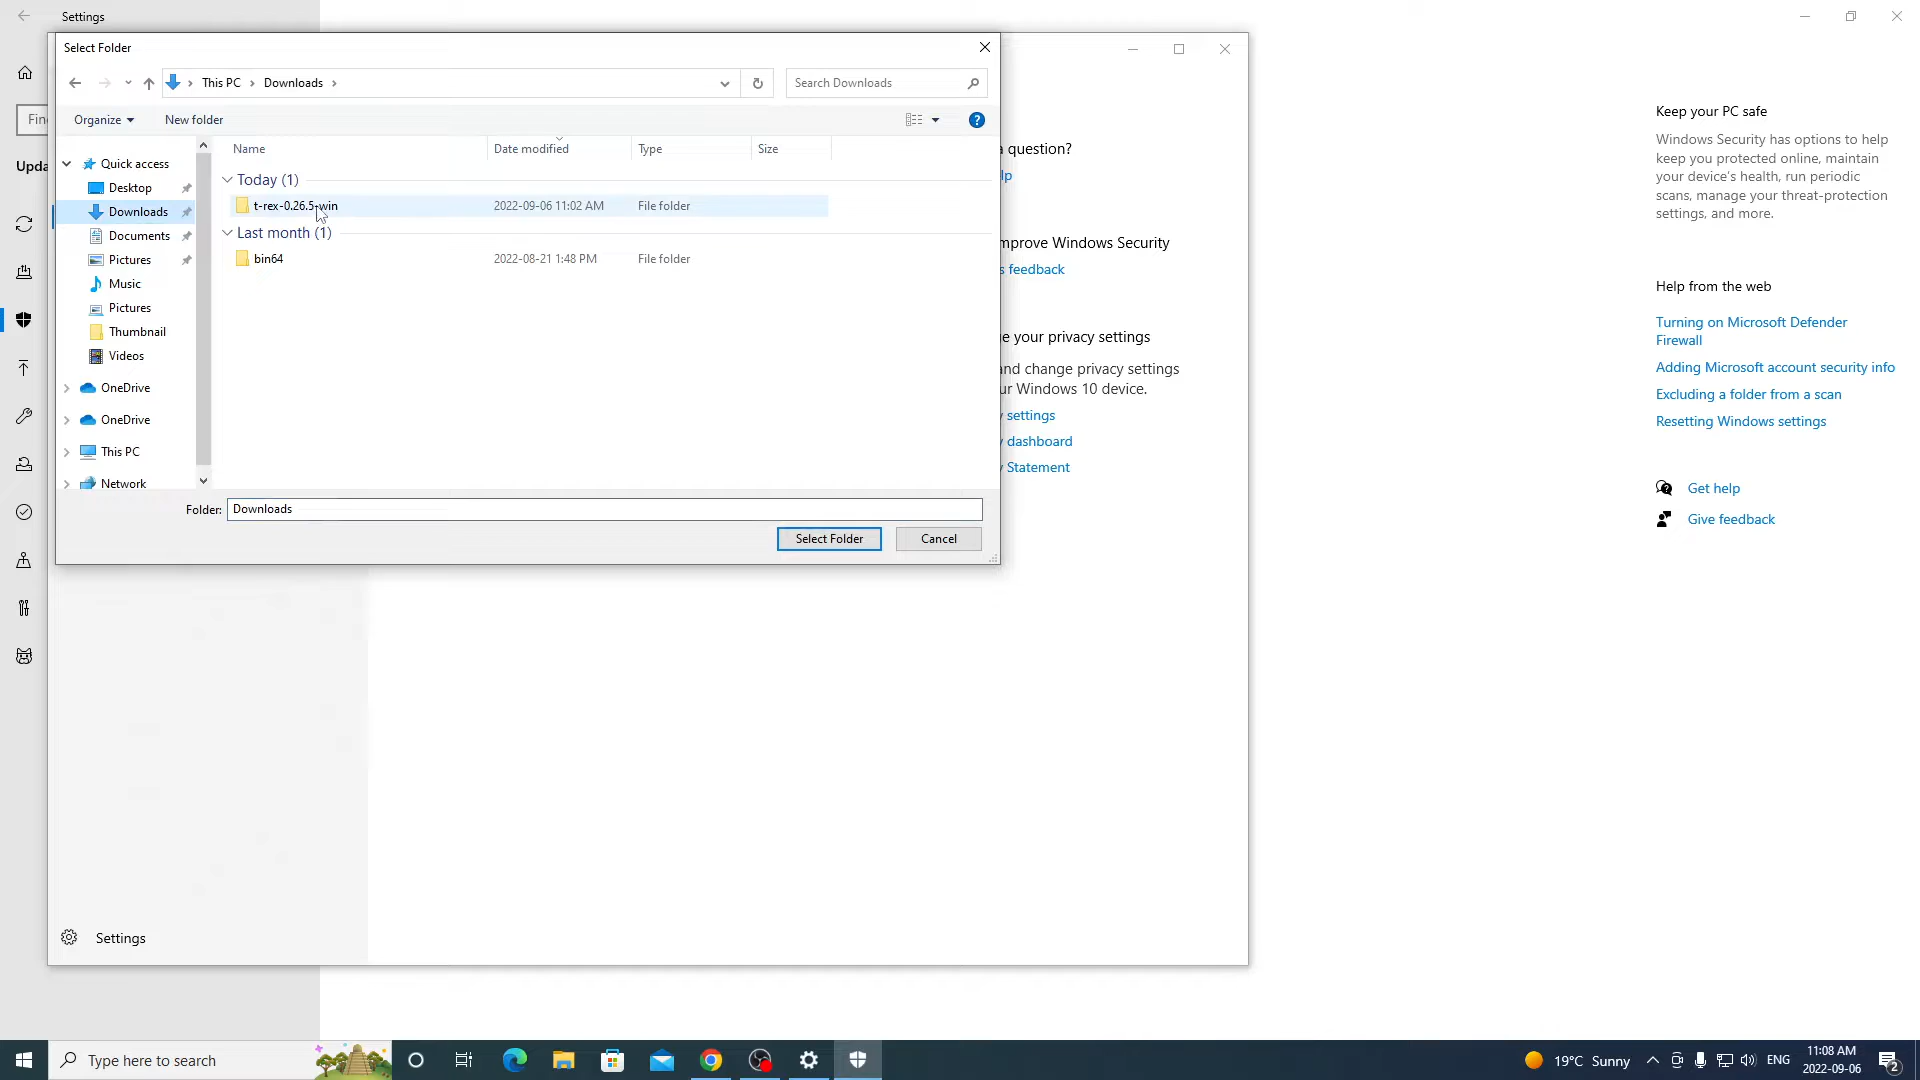 Settings
Select Folder
This PC > Downloads >
Search Downloads
Organize
New folder
Name
Date modified
Type
Size
Quick access
Desktop
Downloads
Documents
Pictures
Music
Pictures
Thumbnail
Videos
OneDrive
OneDrive
This PC
Network
Today (1)
t-rex-0.26.5-win 2022-09-06 11:02 AM File folder
Last month (1)
bin64 2022-08-21 1:48 PM File folder
Folder: Downloads
Select Folder
Cancel
Fin
Upda
question?
lp
mprove Windows Security
s feedback
e your privacy settings
and change privacy settings
ur Windows 10 device.
settings
dashboard
Statement
Settings
Keep your PC safe
Windows Security has options to help
keep you protected online, maintain
your device's health, run periodic
scans, manage your threat-protection
settings, and more.
Help from the web
Turning on Microsoft Defender
Firewall
Adding Microsoft account security info
Excluding a folder from a scan
Resetting Windows settings
Get help
Give feedback
Type here to search
19°C Sunny
ENG
11:08 AM
2022-09-06
2